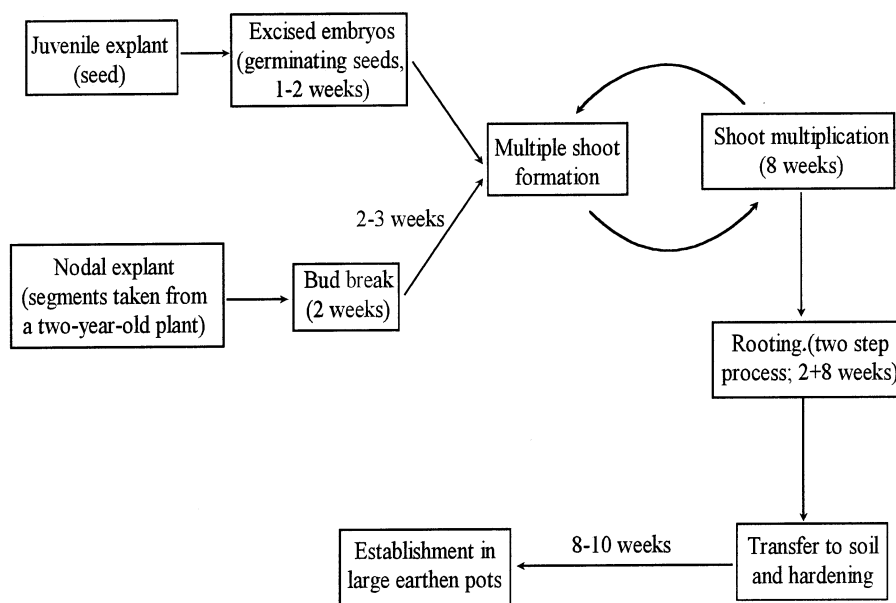 Juvenile explant
(seed)
Excised embryos
(germinating seeds,
1-2 weeks)
Multiple shoot
formation
Shoot multiplication
(8 weeks)
2-3 weeks
Nodal explant
(segments taken from
a two-year-old plant)
Bud break
(2 weeks)
Rooting.(two step
process; 2+8 weeks)
8-10 weeks
Transfer to soil
and hardening
Establishment in
large earthen pots